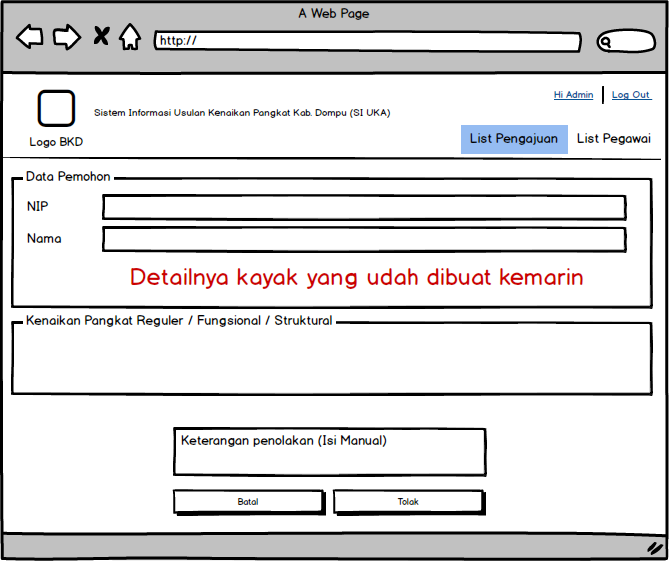 A Web Page
http://
Hi Admin
Log Out
Sistem Informasi Usulan Kenaikan Pangkat Kab. Dompu (SI UKA)
Logo BKD
List Pengajuan
List Pegawai
Data Pemohon
NIP
Nama
Detailnya kayak yang udah dibuat kemarin
Kenaikan Pangkat Reguler / Fungsional / Struktural
Keterangan penolakan (Isi Manual)
Batal
Tolak